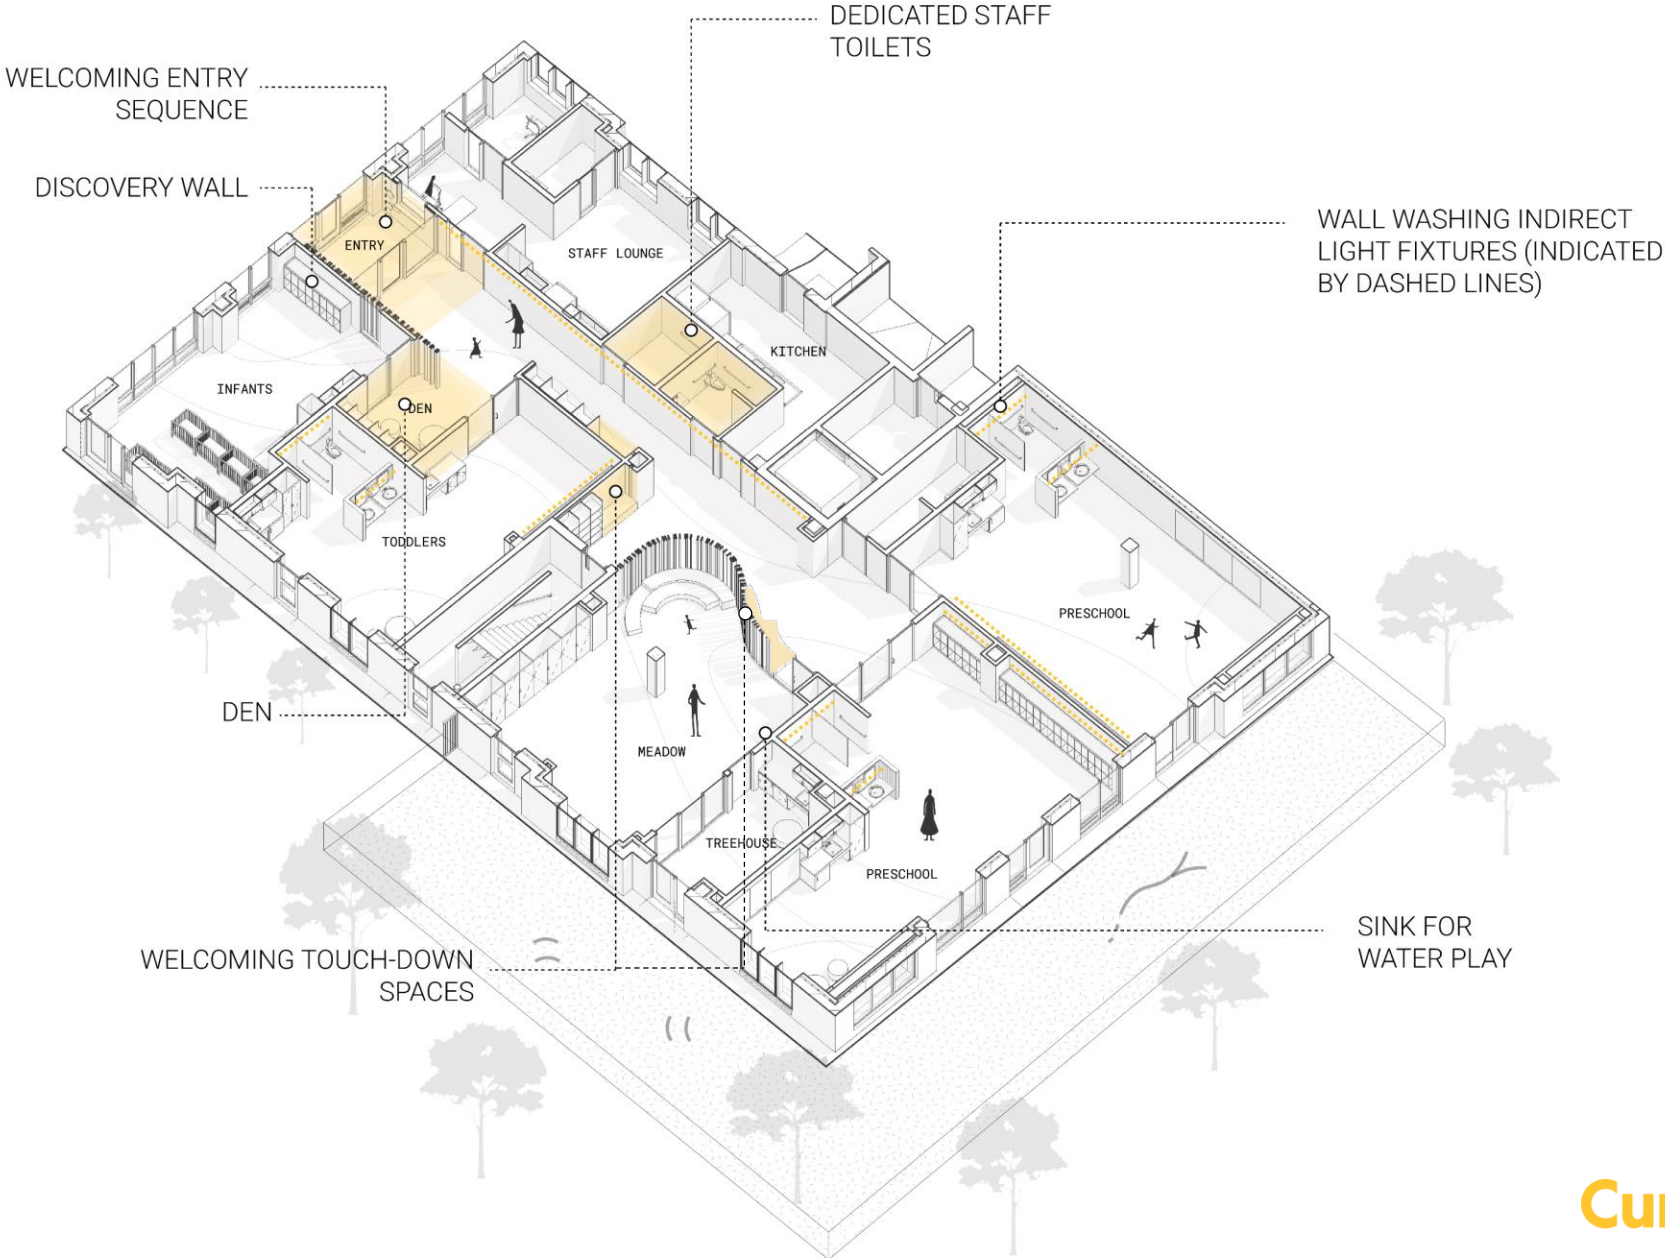 DEDICATED STAFF
TOILETS
WELCOMING ENTRY
SEQUENCE
DISCOVERY WALL
WALL WASHING INDIRECT
LIGHT FIXTURES (INDICATED
BY DASHED LINES)
ENTRY
STAFF LOUNGE
KITCHEN
INFANTS
DEN
TODDLERS
PRESCHOOL
DEN
MEADOW
TREEHOUSE
PRESCHOOL
SINK FOR
WATER PLAY
WELCOMING TOUCH-DOWN
SPACES